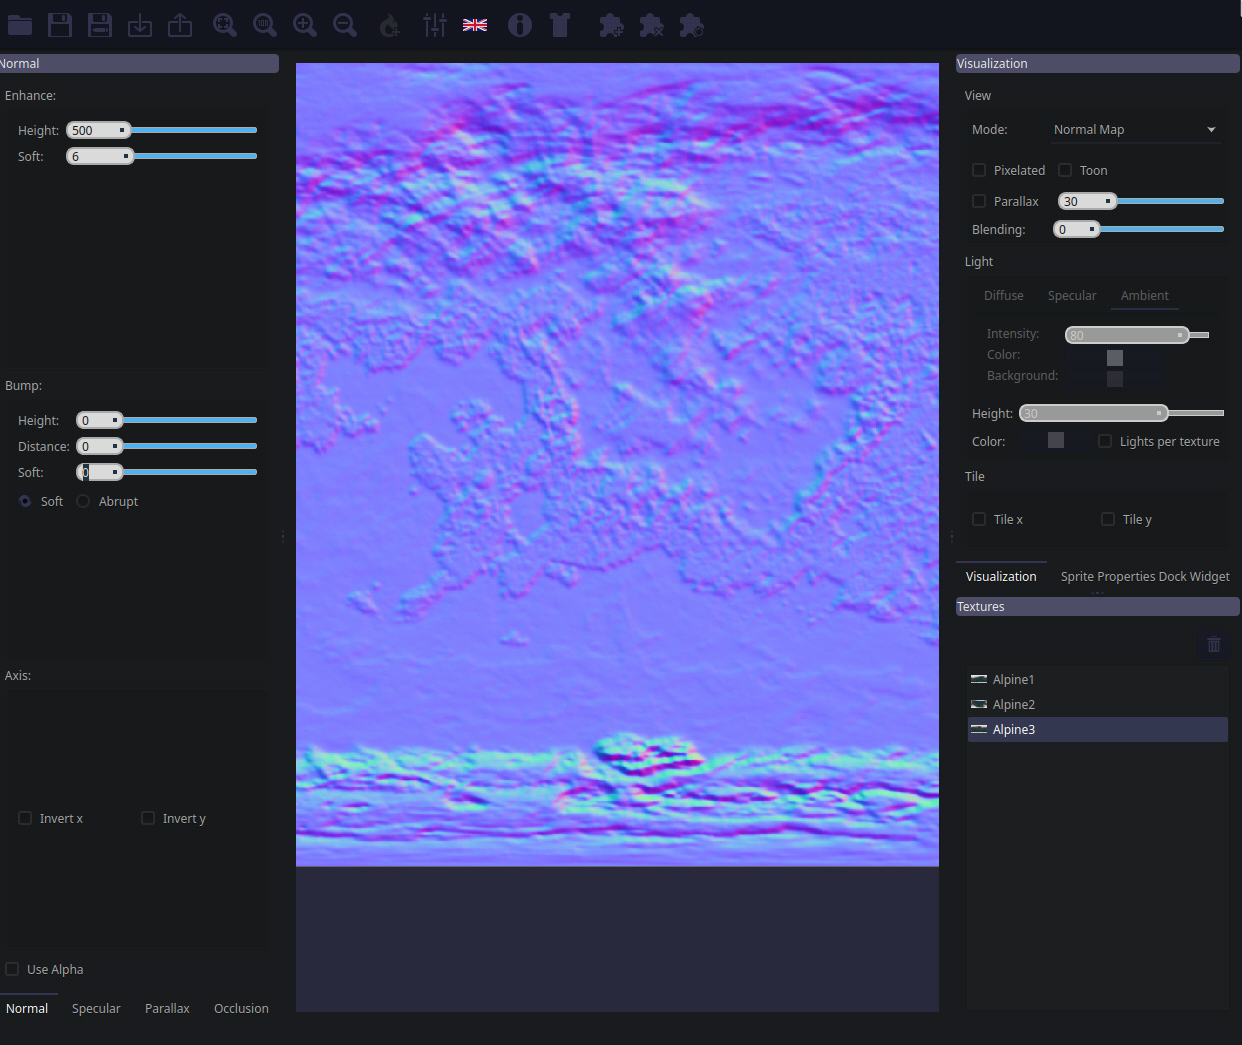 100
Normal
Enhance:
Height: 500
Soft: 6
Bump:
Height: 0
Distance: 0
Soft: 0
Soft Abrupt
Axis:
Invert x Invert y
Use Alpha
Normal Specular Parallax Occlusion
Visualization
View
Mode: Normal Map
Pixelated Toon
Parallax 30
Blending: 0
Light
Diffuse Specular Ambient
Intensity: 80
Color:
Background:
Height: 30
Color: Lights per texture
Tile
Tile x Tile y
Visualization Sprite Properties Dock Widget
Textures
Alpine1
Alpine2
Alpine3